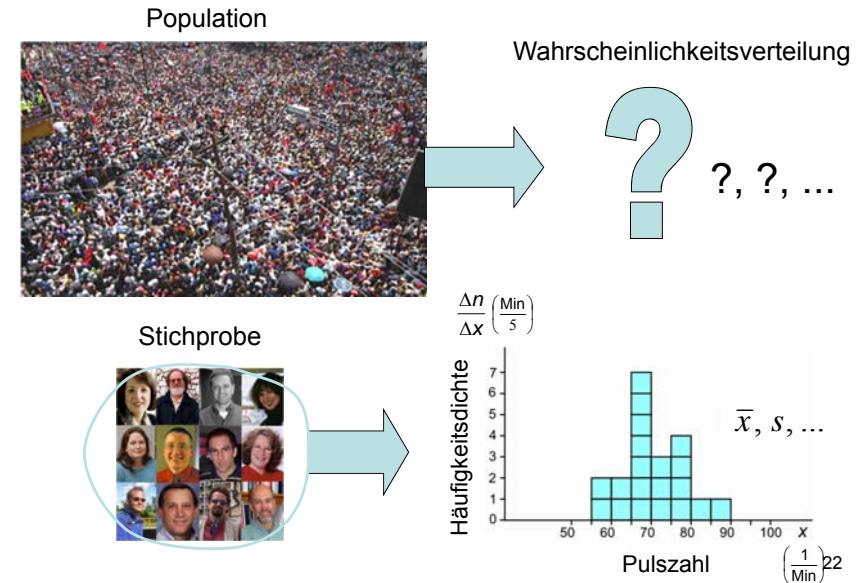 Population
Wahrscheinlichkeitsverteilung
?
?, ?, ...
Stichprobe
Δn/Δx (Min/5)
Häufigkeitsdichte
7
6
5
4
3
2
1
0
x̅, s, ...
50 60 70 80 90 100 x
Pulszahl
(1/Min)
22